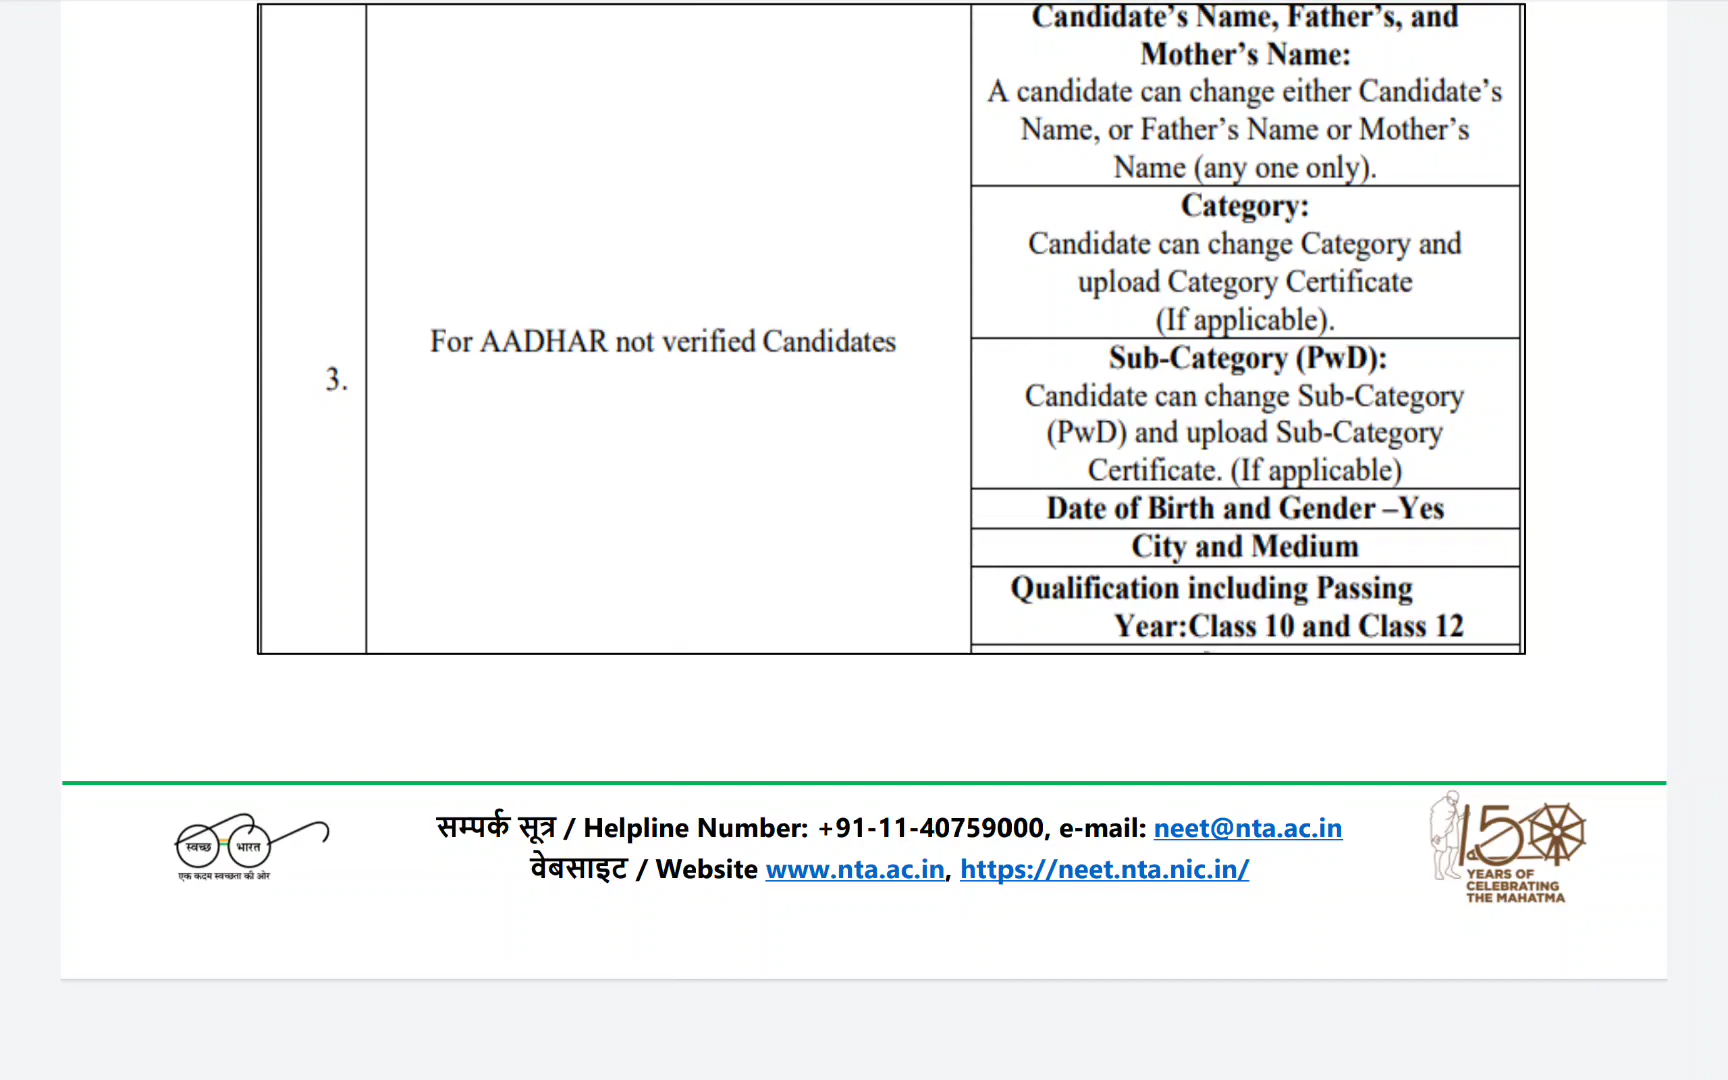 3.
For AADHAR not verified Candidates
Candidate’s Name, Father’s, and
Mother’s Name:
A candidate can change either Candidate’s
Name, or Father’s Name or Mother’s
Name (any one only).
Category:
Candidate can change Category and
upload Category Certificate
(If applicable).
Sub-Category (PwD):
Candidate can change Sub-Category
(PwD) and upload Sub-Category
Certificate. (If applicable)
Date of Birth and Gender –Yes
City and Medium
Qualification including Passing
Year:Class 10 and Class 12
स्वच्छ भारत
एक कदम स्वच्छता की ओर
सम्पर्क सूत्र / Helpline Number: +91-11-40759000, e-mail: neet@nta.ac.in
वेबसाइट / Website www.nta.ac.in, https://neet.nta.nic.in/
150
YEARS OF
CELEBRATING
THE MAHATMA